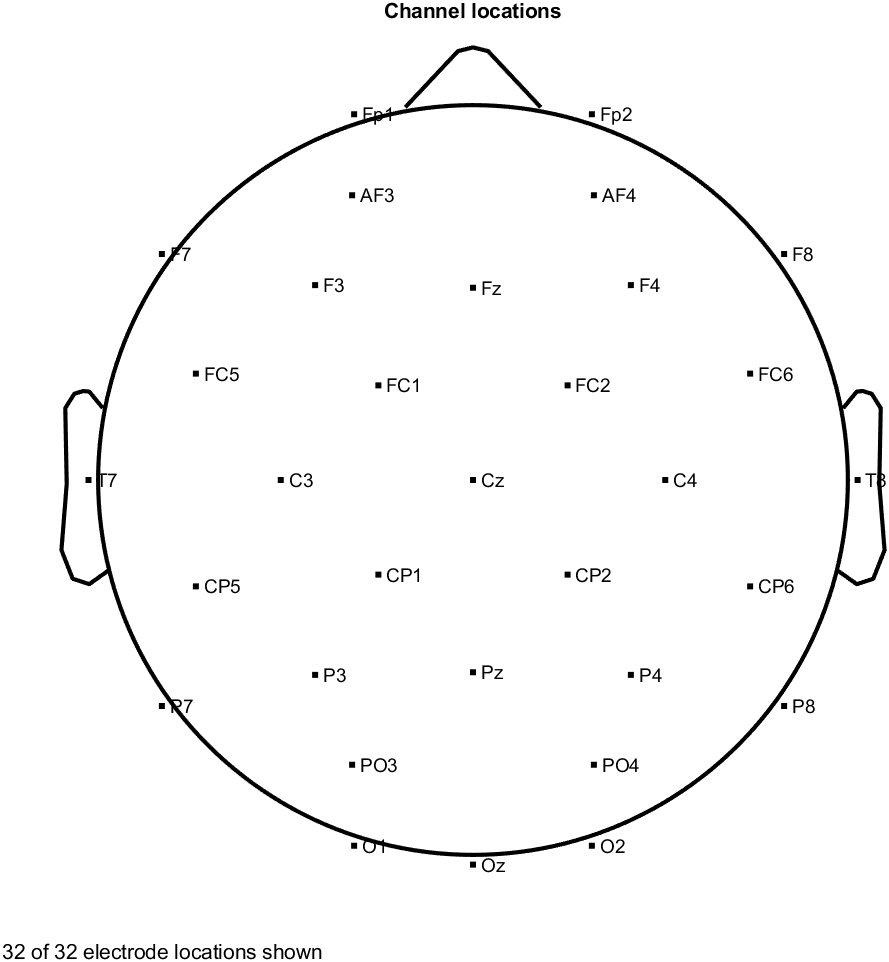 Channel locations
Fp1 Fp2
AF3 AF4
F7 F8
F3 Fz F4
FC5 FC6
FC1 FC2
T7 C3 Cz C4 T8
CP1 CP2
CP5 CP6
P3 Pz P4
P7 P8
PO3 PO4
O1 O2
Oz
32 of 32 electrode locations shown